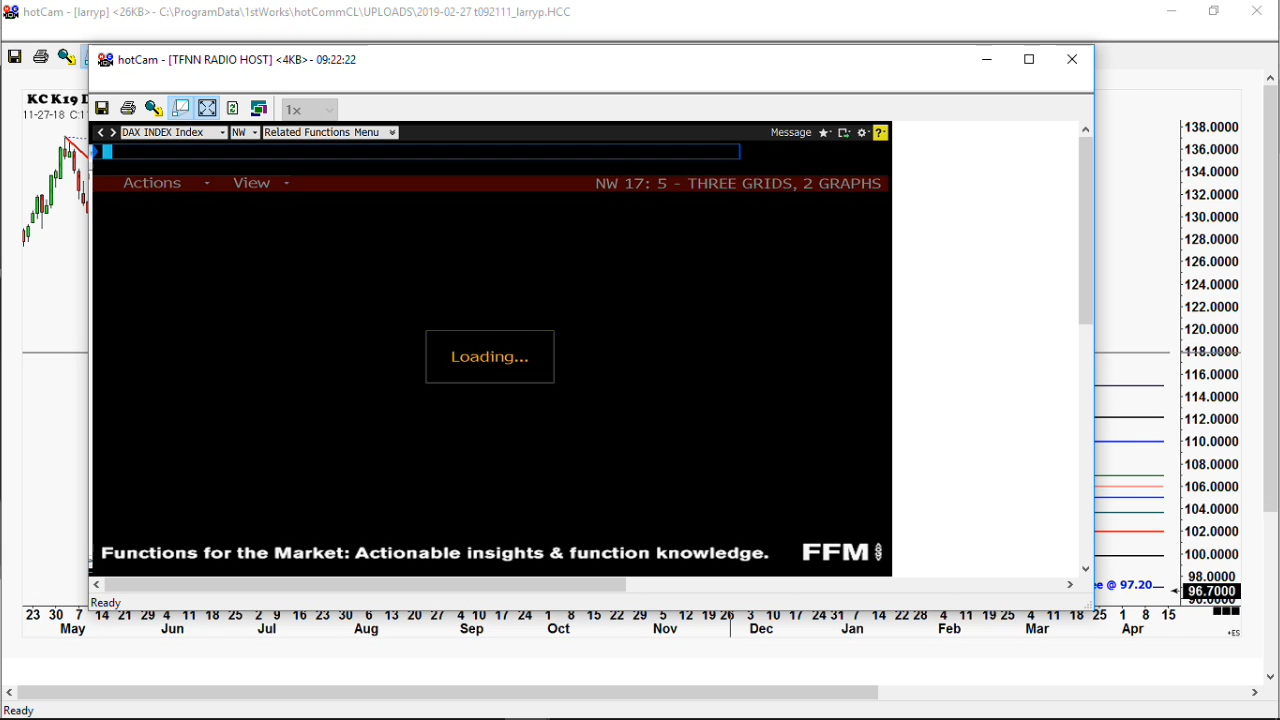 hotCam - [larryp] <26KB>- C:\ProgramData\1stWorks\hotCommCL\UPLOADS\2019-02-27 t092111_larryp.HCC
hotCam - [TFNN RADIO HOST] <4KB>- 09:22:22
1x
KC K19 D
11-27-18 C:1
DAX INDEX Index NW Related Functions Menu Message ?
Actions View NW 17: 5 - THREE GRIDS, 2 GRAPHS
Loading...
Functions for the Market: Actionable insights & function knowledge. FFM
Ready
138.0000
136.0000
134.0000
132.0000
130.0000
128.0000
126.0000
124.0000
122.0000
120.0000
118.0000
116.0000
114.0000
112.0000
110.0000
108.0000
106.0000
104.0000
102.0000
100.0000
98.0000
ee @ 97.20
96.7000
23 30 7 14 21 29 4 11 18 25 2 9 16 23 30 6 13 20 27 4 10 17 24 1 8 15 22 29 5 12 19 26 3 10 17 24 31 7 14 22 28 4 11 19 25 4 11 18 25 1 8 15
May Jun Jul Aug Sep Oct Nov Dec Jan Feb Mar Apr
+ES
Ready